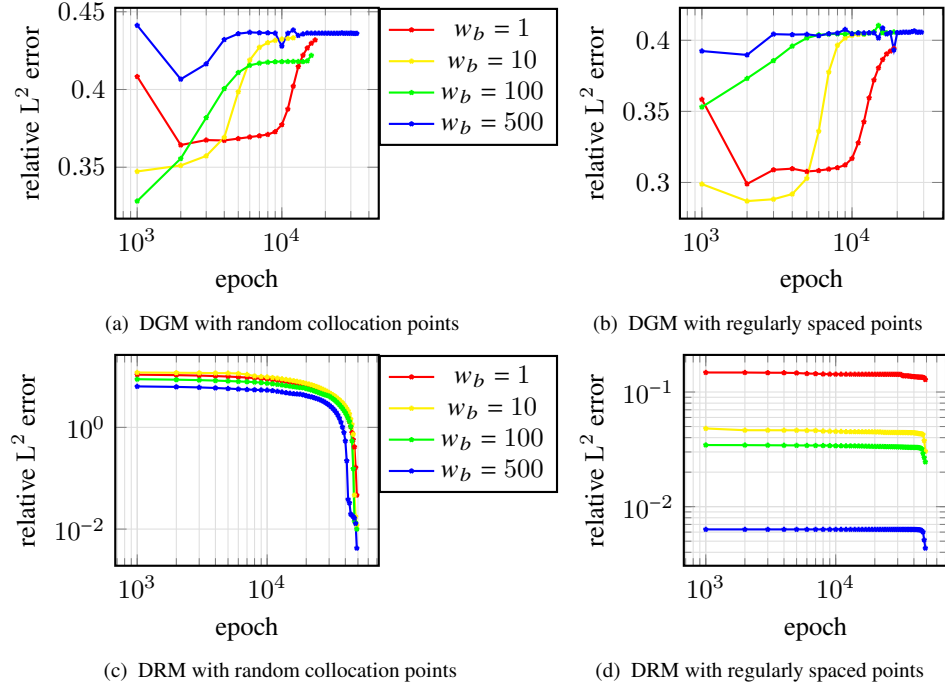 0.45
0.4
0.35
relative L² error
10³
10⁴
epoch
w_b = 1
w_b = 10
w_b = 100
w_b = 500
(a) DGM with random collocation points
0.4
0.35
0.3
relative L² error
10³
10⁴
epoch
(b) DGM with regularly spaced points
10⁰
10⁻²
relative L² error
10³
10⁴
epoch
w_b = 1
w_b = 10
w_b = 100
w_b = 500
(c) DRM with random collocation points
10⁻¹
10⁻²
relative L² error
10³
10⁴
epoch
(d) DRM with regularly spaced points